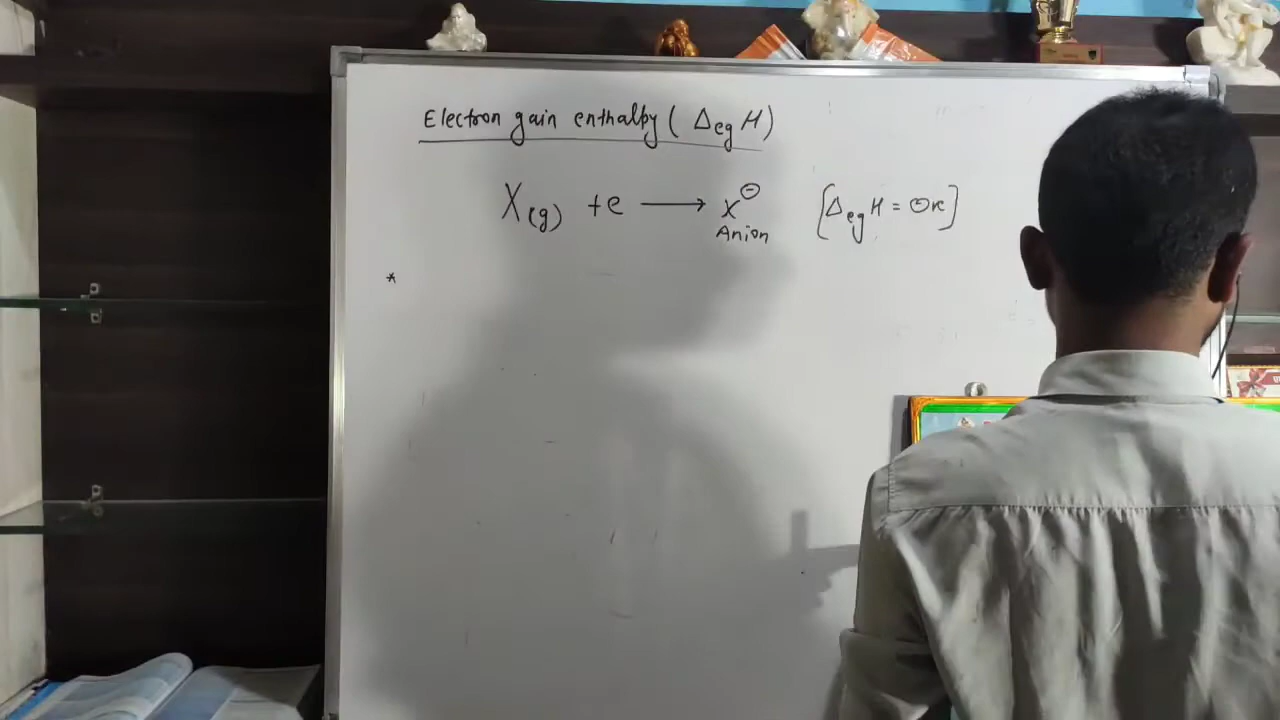 Electron gain enthalpy ( Δeg H)
X(g) + e ⟶ X⊖ [Δeg H = ⊖ve]
Anion
*